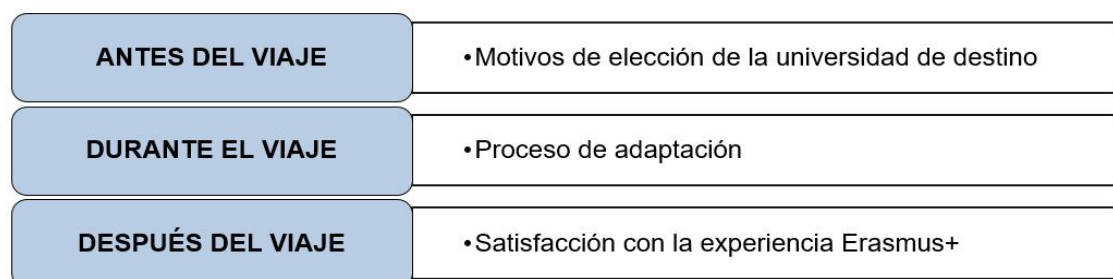 ANTES DEL VIAJE
•Motivos de elección de la universidad de destino
DURANTE EL VIAJE
•Proceso de adaptación
DESPUÉS DEL VIAJE
•Satisfacción con la experiencia Erasmus+